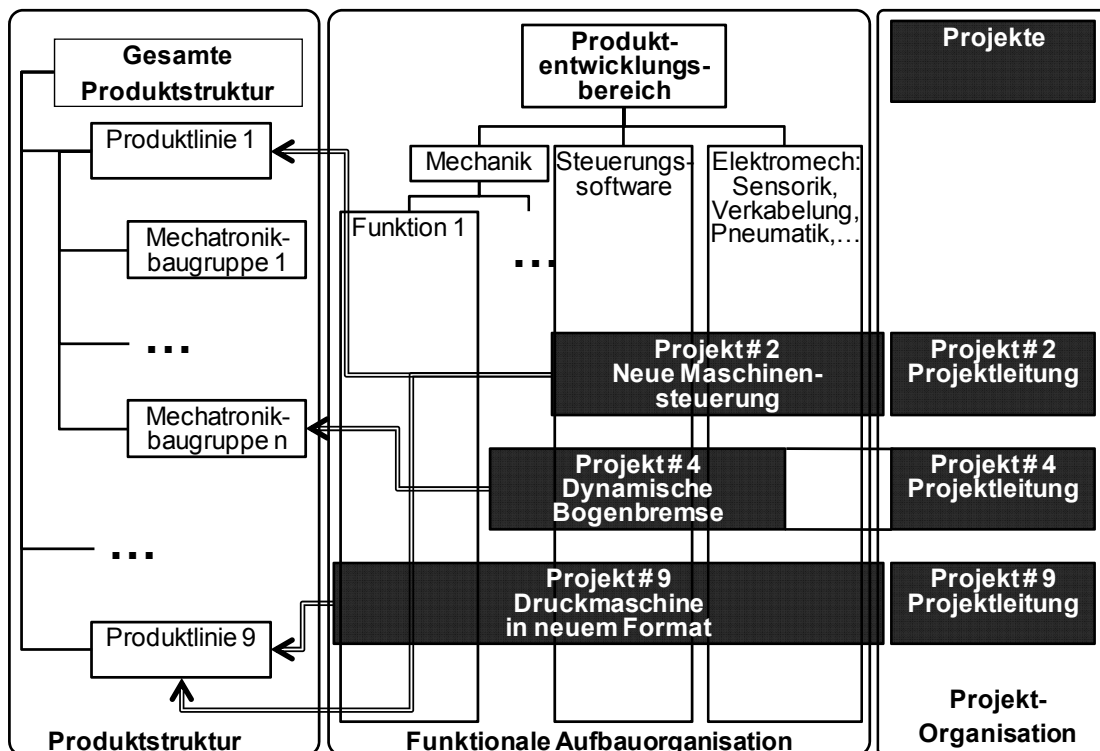 Gesamte
Produktstruktur
Produktlinie 1
Mechatronik-
baugruppe 1
...
Mechatronik-
baugruppe n
...
Produktlinie 9
Produktstruktur
Produkt-
entwicklungs-
bereich
Mechanik
Steuerungs-
software
Elektromech:
Sensorik,
Verkabelung,
Pneumatik,...
Funktion 1
...
Projekt # 2
Neue Maschinen-
steuerung
Projekt # 4
Dynamische
Bogenbremse
Projekt # 9
Druckmaschine
in neuem Format
Funktionale Aufbauorganisation
Projekte
Projekt # 2
Projektleitung
Projekt # 4
Projektleitung
Projekt # 9
Projektleitung
Projekt-
Organisation